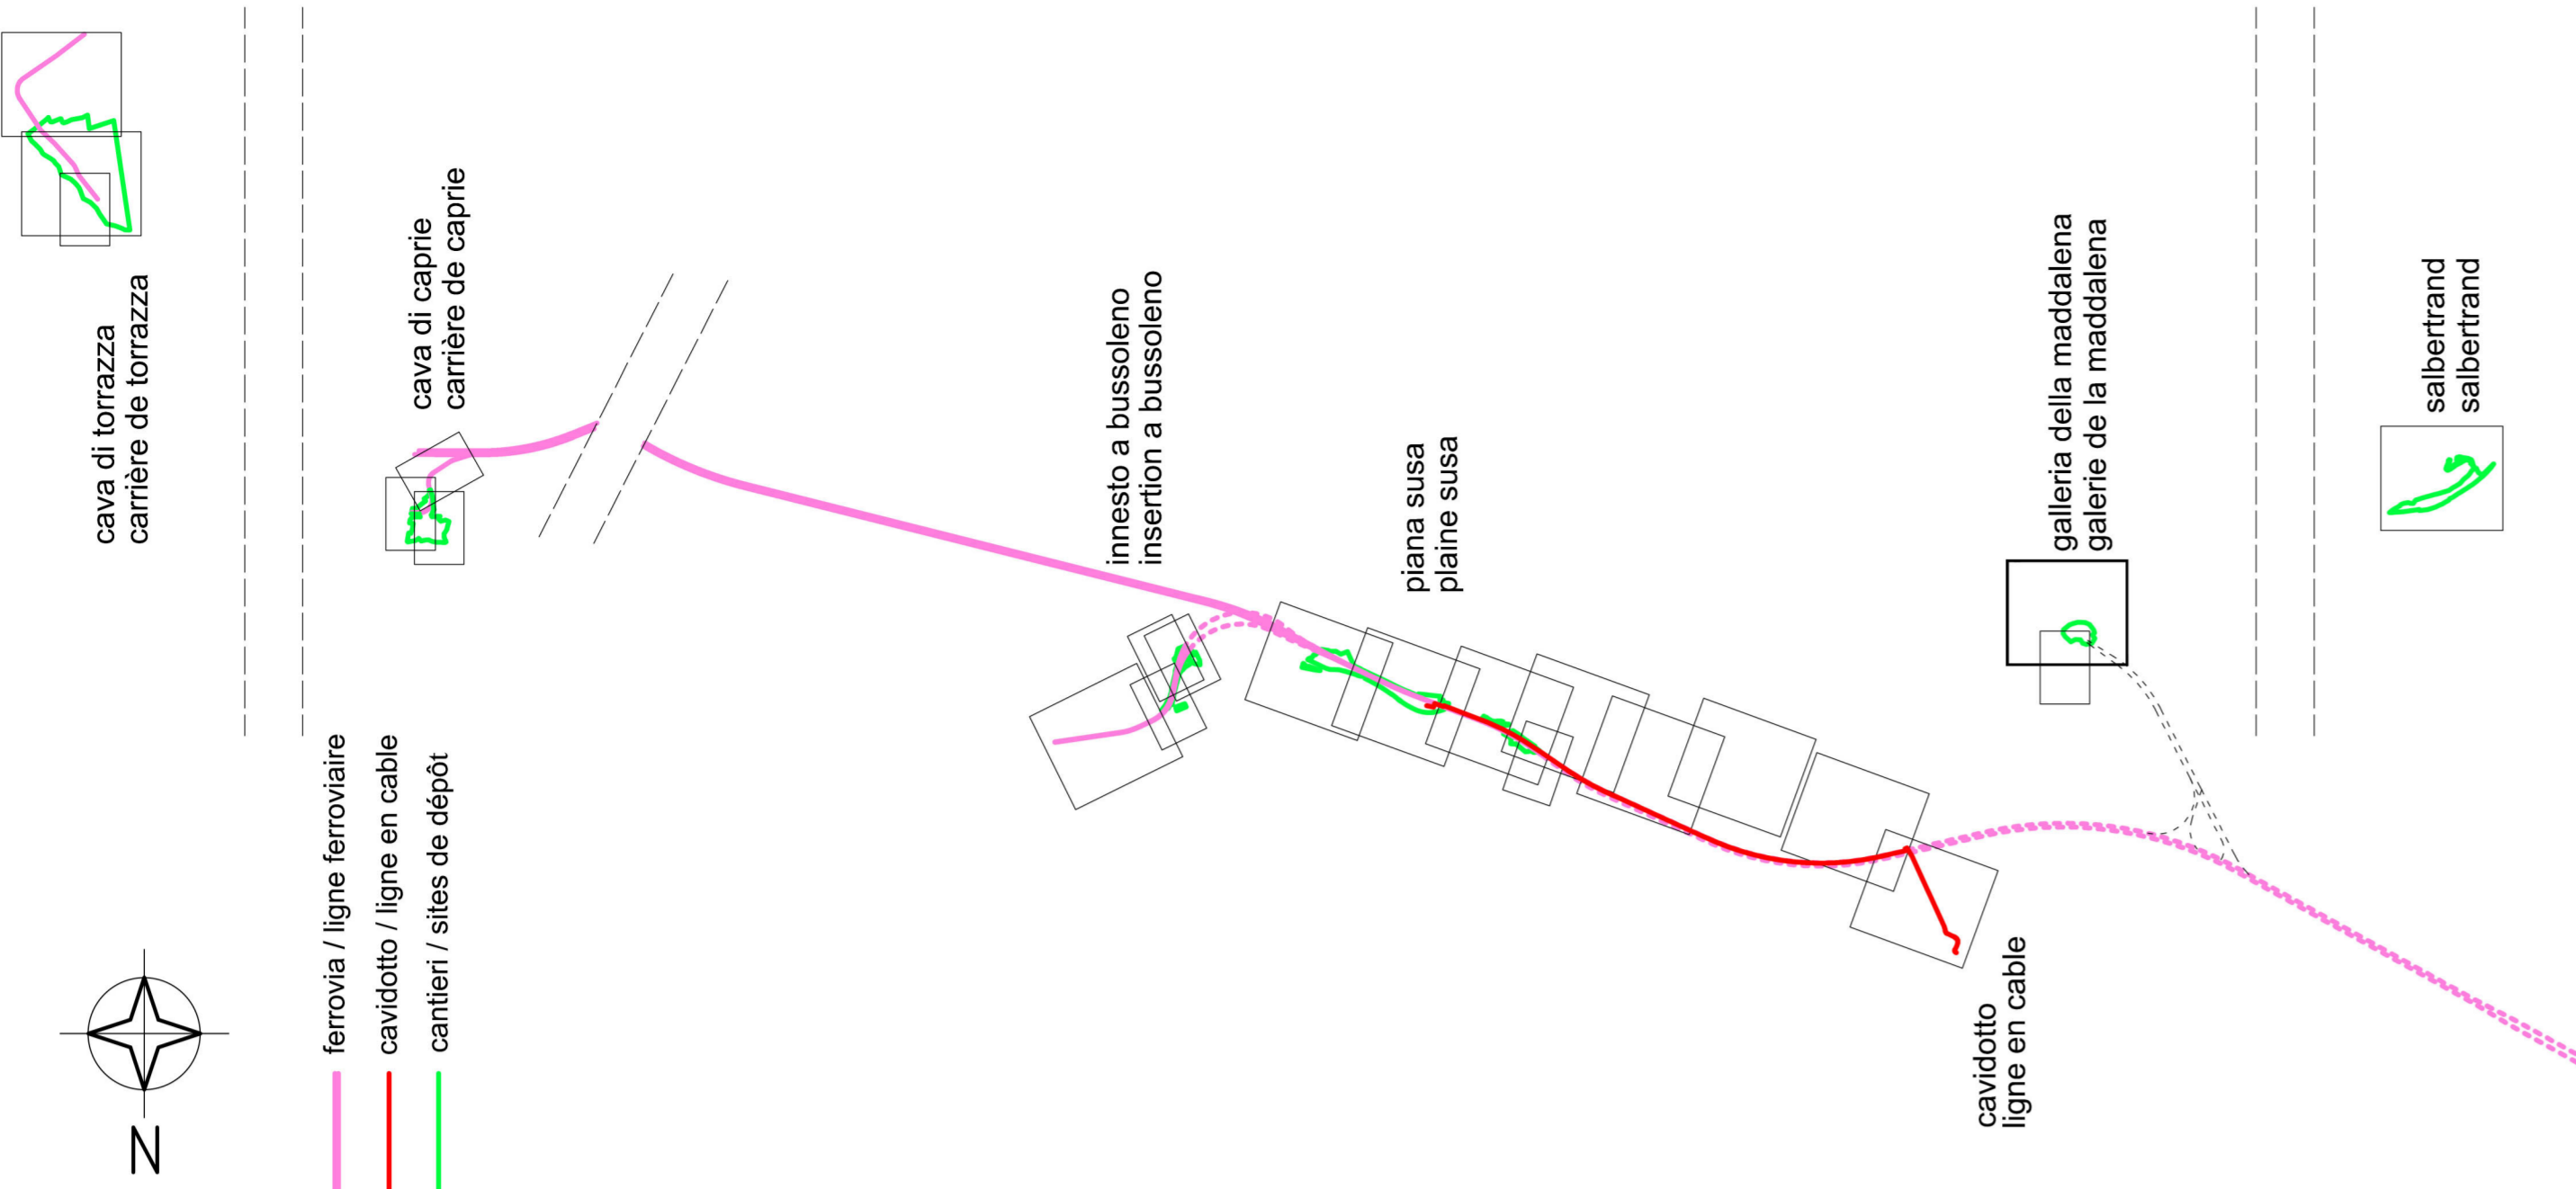 cava di torrazza
carrière de torrazza
cava di caprie
carrière de caprie
innesto a bussoleno
insertion a bussoleno
piana susa
plaine susa
galleria della maddalena
galerie de la maddalena
salbertrand
salbertrand
cavidotto
ligne en cable
ferrovia / ligne ferroviaire
cavidotto / ligne en cable
cantieri / sites de dépôt
N